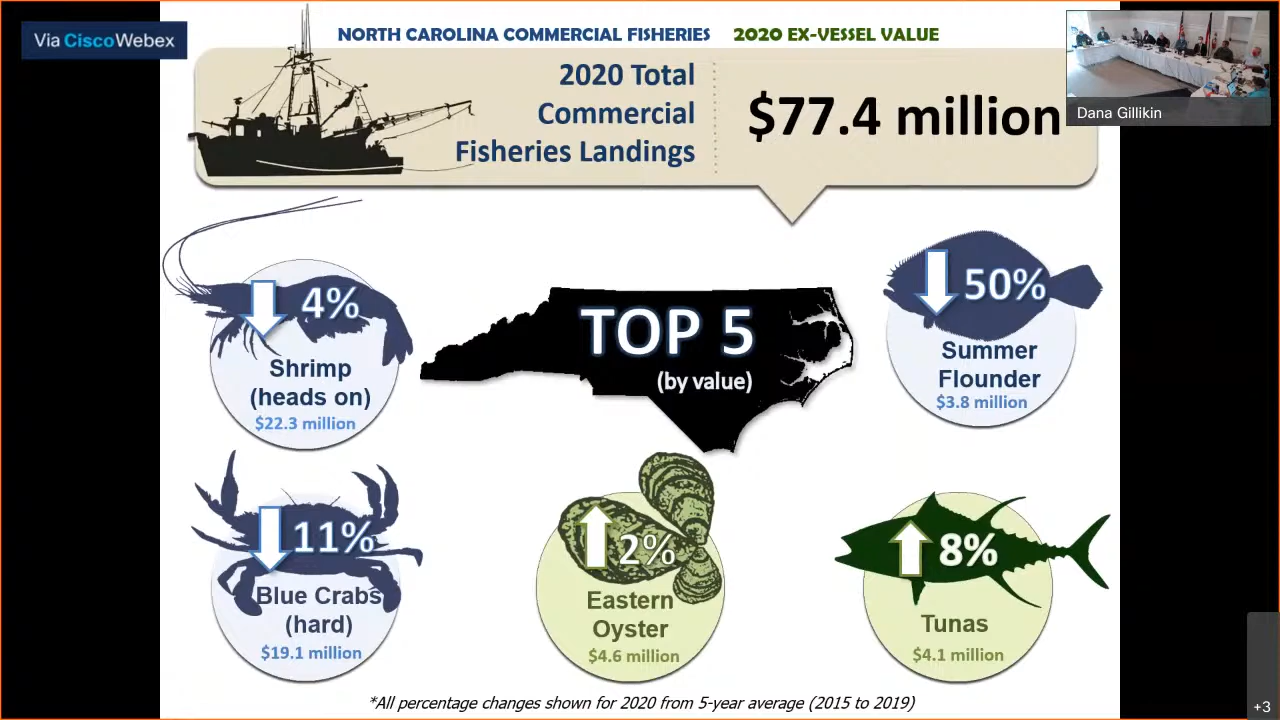 Via Cisco Webex
NORTH CAROLINA COMMERCIAL FISHERIES 2020 EX-VESSEL VALUE
2020 Total
Commercial
Fisheries Landings
$77.4 million
Dana Gillikin
4%
Shrimp
(heads on)
$22.3 million
TOP 5
(by value)
50%
Summer
Flounder
$3.8 million
11%
Blue Crabs
(hard)
$19.1 million
2%
Eastern
Oyster
$4.6 million
8%
Tunas
$4.1 million
*All percentage changes shown for 2020 from 5-year average (2015 to 2019)
+3